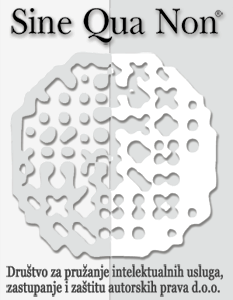 Sine Qua Non®
Društvo za pružanje intelektualnih usluga,
zastupanje i zaštitu autorskih prava d.o.o.